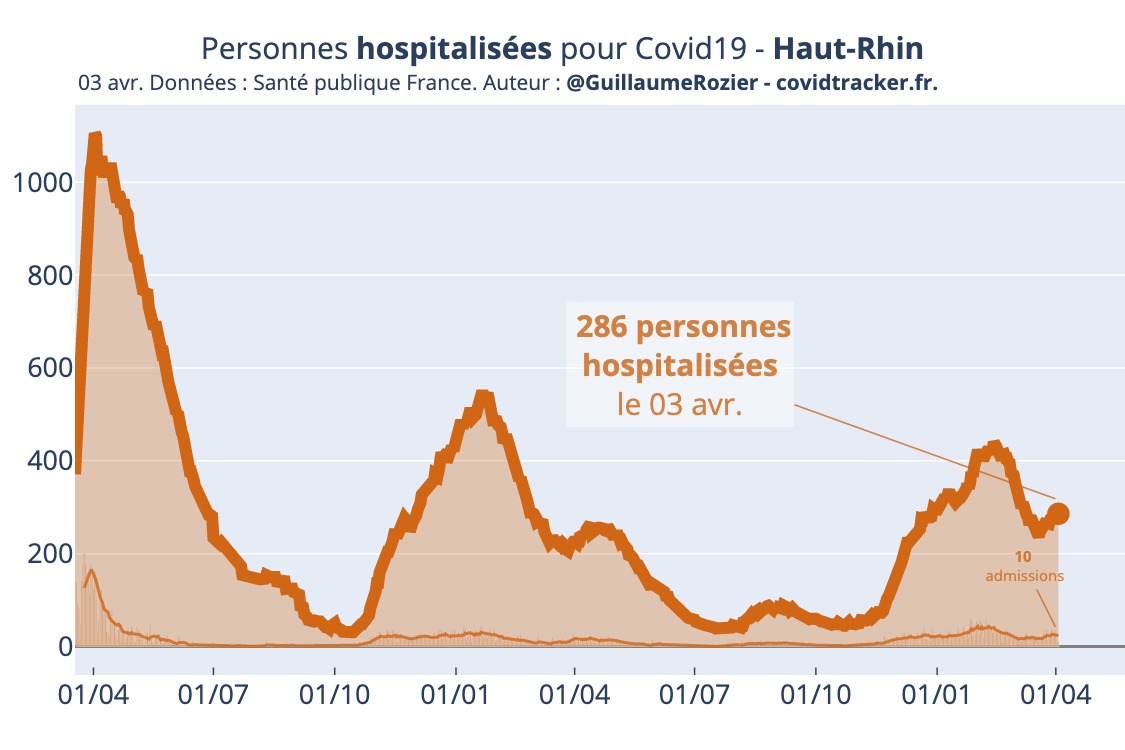 Personnes hospitalisées pour Covid19 - Haut-Rhin
03 avr. Données : Santé publique France. Auteur : @GuillaumeRozier - covidtracker.fr.
1000
800
600
400
200
0
286 personnes
hospitalisées
le 03 avr.
10
admissions
01/04
01/07
01/10
01/01
01/04
01/07
01/10
01/01
01/04